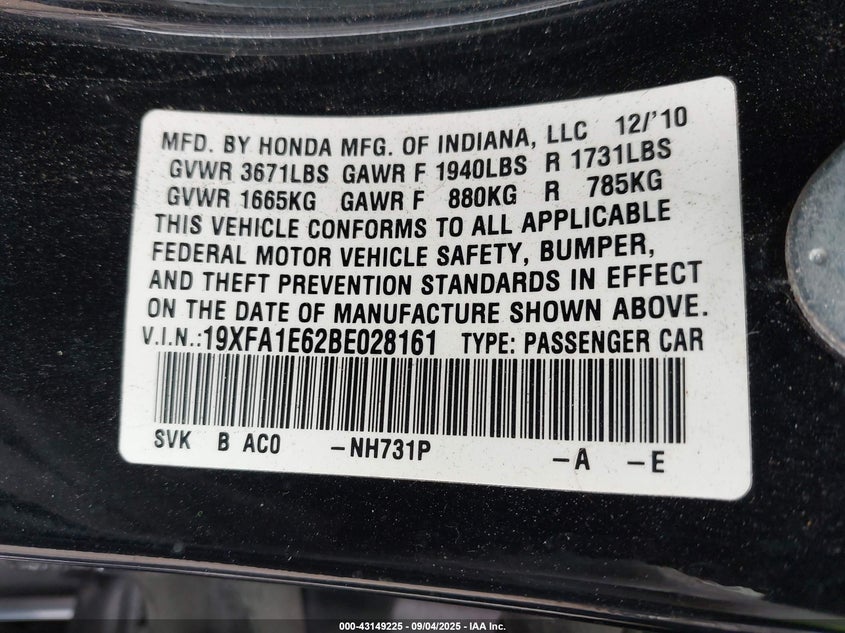 MFD. BY HONDA MFG. OF INDIANA, LLC 12/'10
GVWR 3671LBS GAWR F 1940LBS R 1731LBS
GVWR 1665KG GAWR F 880KG R 785KG
THIS VEHICLE CONFORMS TO ALL APPLICABLE
FEDERAL MOTOR VEHICLE SAFETY, BUMPER,
AND THEFT PREVENTION STANDARDS IN EFFECT
ON THE DATE OF MANUFACTURE SHOWN ABOVE.
V.I.N.:19XFA1E62BE028161 TYPE: PASSENGER CAR
SVK B AC0 -NH731P -A -E
000-43149225 - 09/04/2025 - IAA Inc.